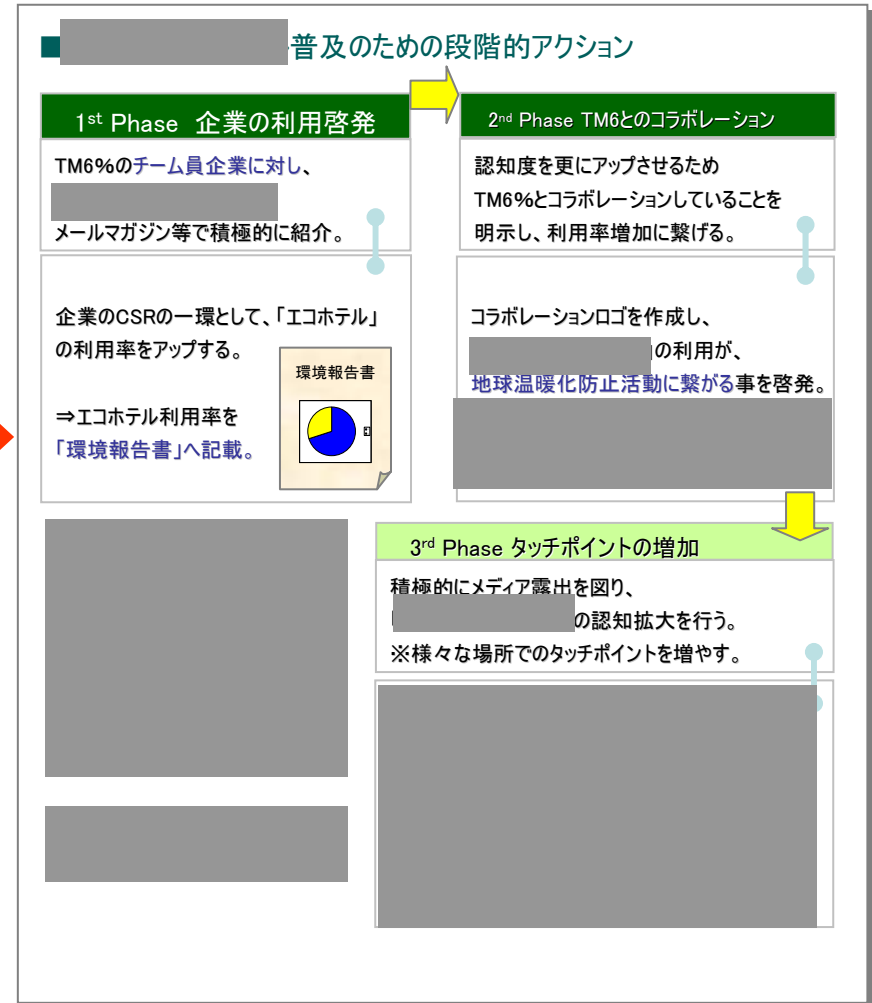 ■普及のための段階的アクション
1st Phase 企業の利用啓発
TM6%のチーム員企業に対し、
メールマガジン等で積極的に紹介。
企業のCSRの一環として、「エコホテル」
の利用率をアップする。
環境報告書
⇒エコホテル利用率を
「環境報告書」へ記載。
2nd Phase TM6とのコラボレーション
認知度を更にアップさせるため
TM6%とコラボレーションしていることを
明示し、利用率増加に繋げる。
コラボレーションロゴを作成し、
の利用が、
地球温暖化防止活動に繋がる事を啓発。
3rd Phase タッチポイントの増加
積極的にメディア露出を図り、
の認知拡大を行う。
※様々な場所でのタッチポイントを増やす。